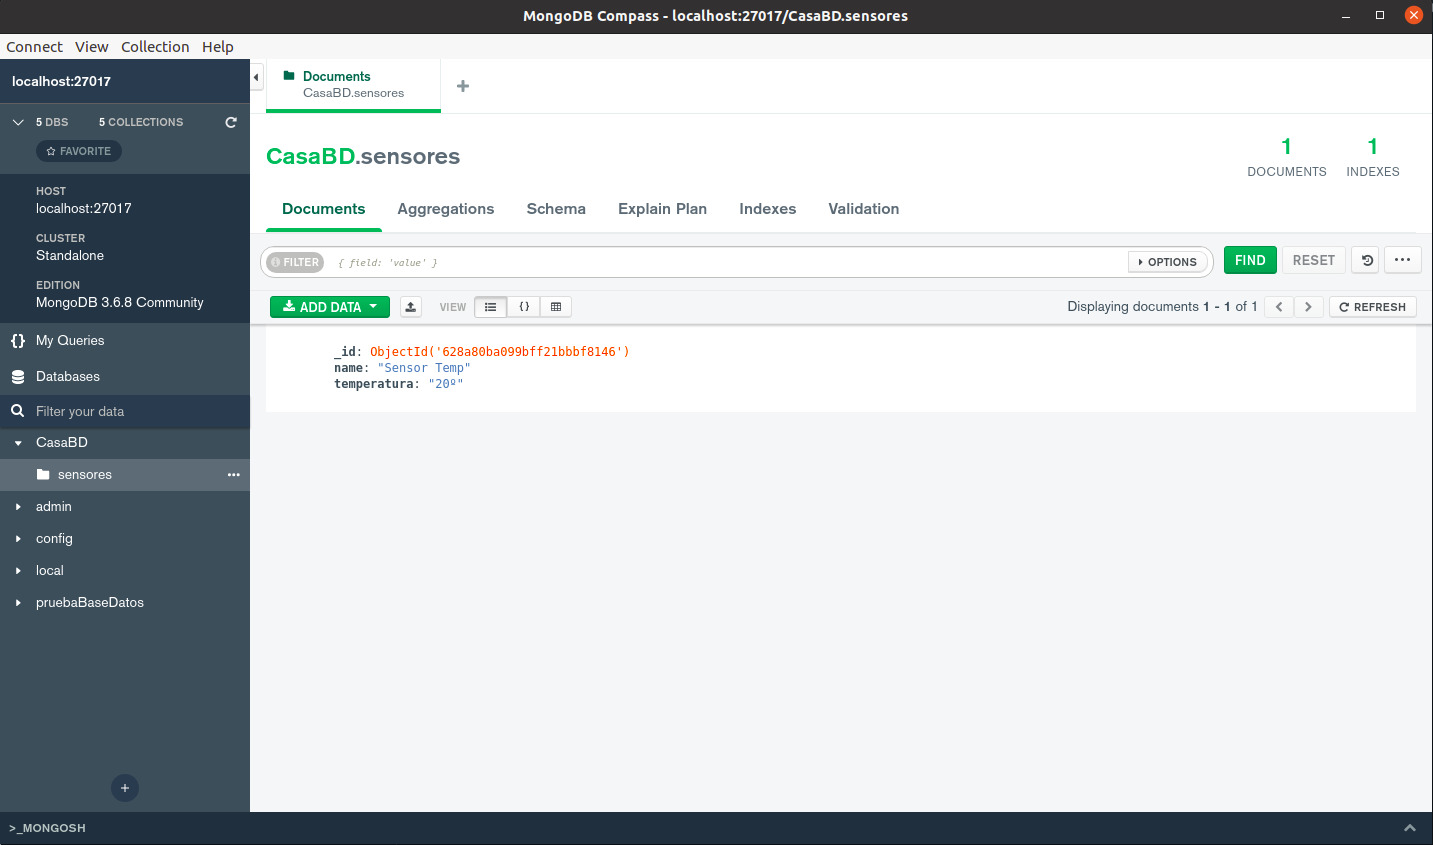 MongoDB Compass - localhost:27017/CasaBD.sensores
Connect View Collection Help
localhost:27017
5 DBS 5 COLLECTIONS
FAVORITE
HOST
localhost:27017
CLUSTER
Standalone
EDITION
MongoDB 3.6.8 Community
My Queries
Databases
Filter your data
CasaBD
sensores
admin
config
local
pruebaBaseDatos
Documents
CasaBD.sensores
CasaBD.sensores
1 DOCUMENTS
1 INDEXES
Documents Aggregations Schema Explain Plan Indexes Validation
FILTER { field: 'value' } OPTIONS FIND RESET
ADD DATA VIEW { } Displaying documents 1 - 1 of 1 REFRESH
_id: ObjectId('628a80ba099bff21bbbf8146')
name: "Sensor Temp"
temperatura: "20º"
>_MONGOSH